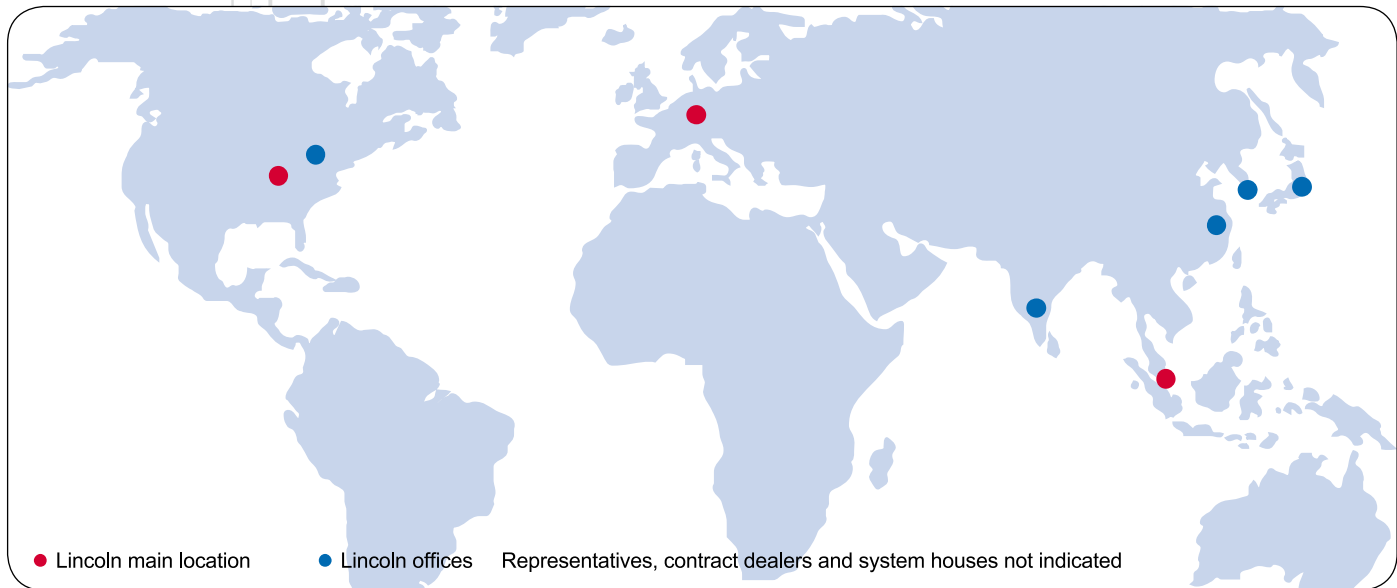 Lincoln main location
Lincoln offices
Representatives, contract dealers and system houses not indicated